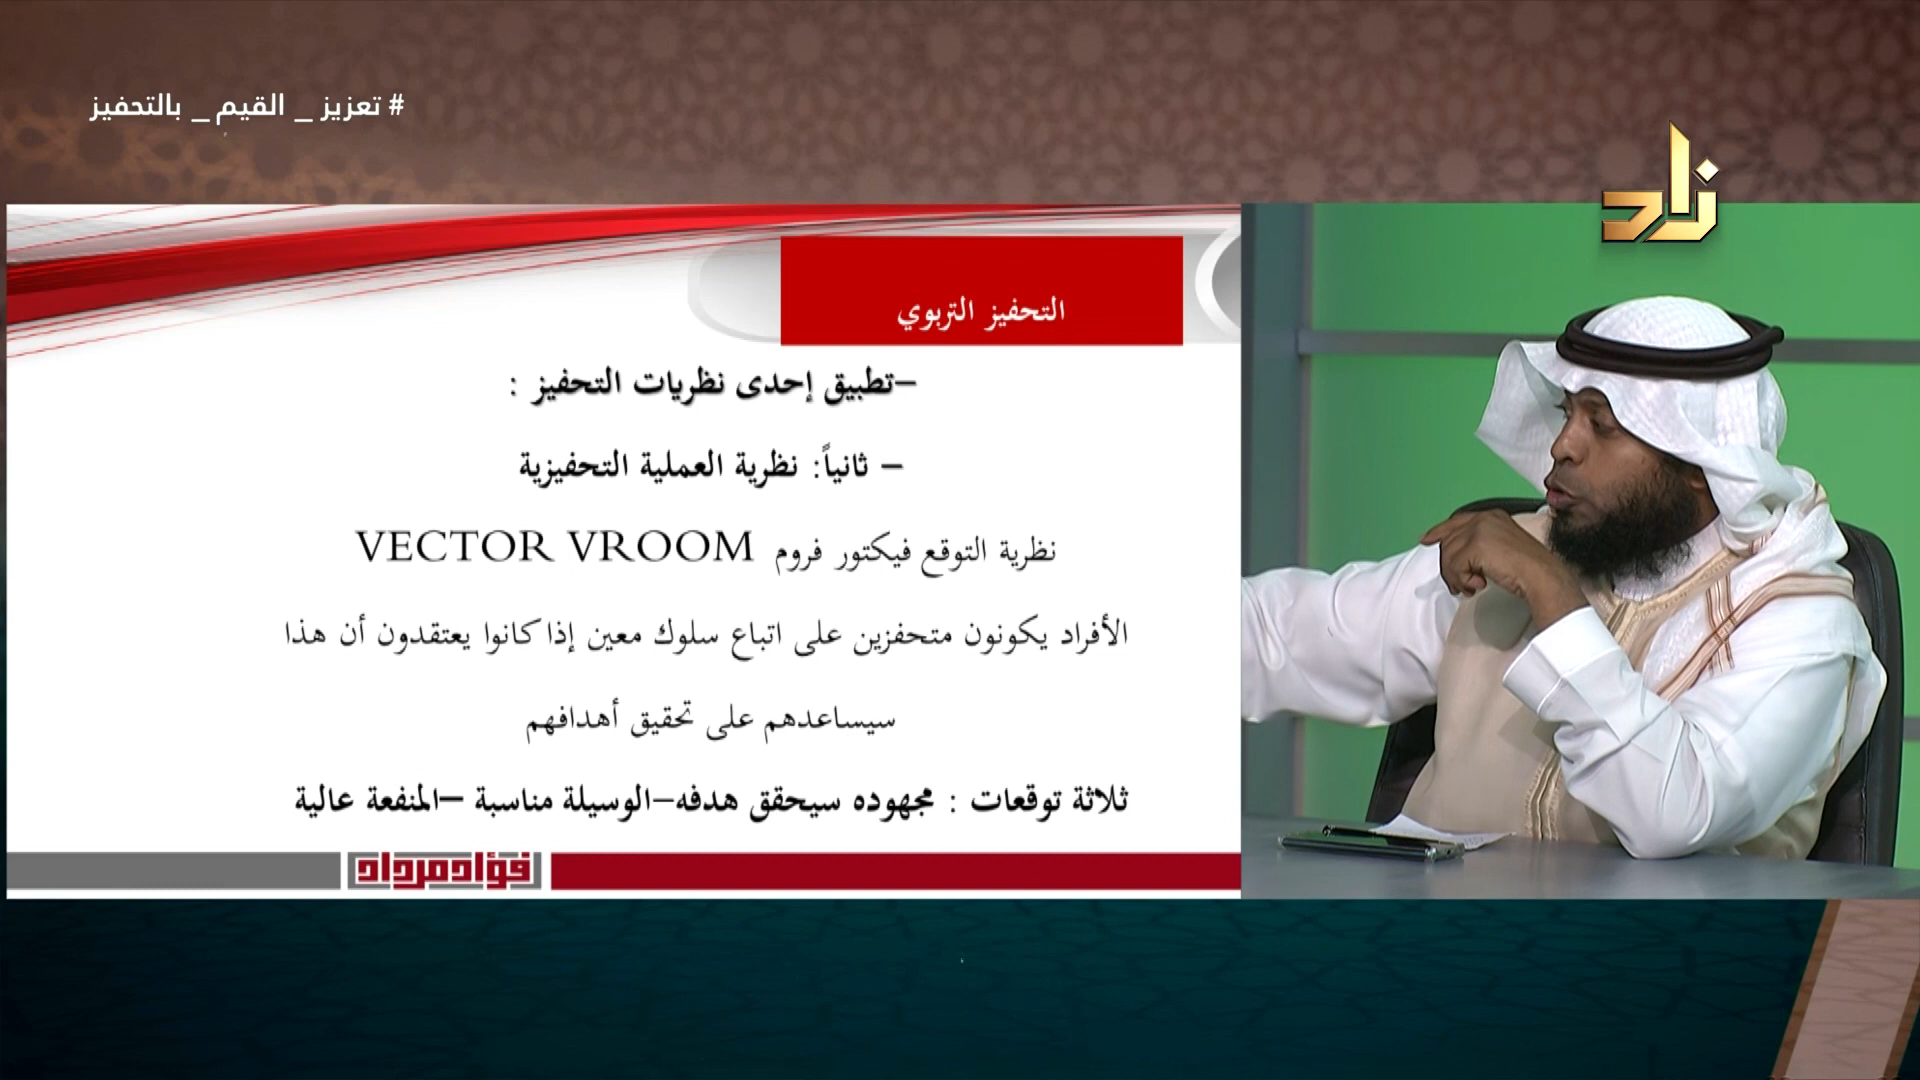 # تعزيز _ القيم _ بالتحفيز
زاد
التحفيز التربوي
–تطبيق إحدى نظريات التحفيز :
– ثانياً: نظرية العملية التحفيزية
نظرية التوقع فيكتور فروم VECTOR VROOM
الأفراد يكونون متحفزين على اتباع سلوك معين إذا كانوا يعتقدون أن هذا
سيساعدهم على تحقيق أهدافهم
ثلاثة توقعات : مجهوده سيحقق هدفه–الوسيلة مناسبة –المنفعة عالية
فؤاد مرداد